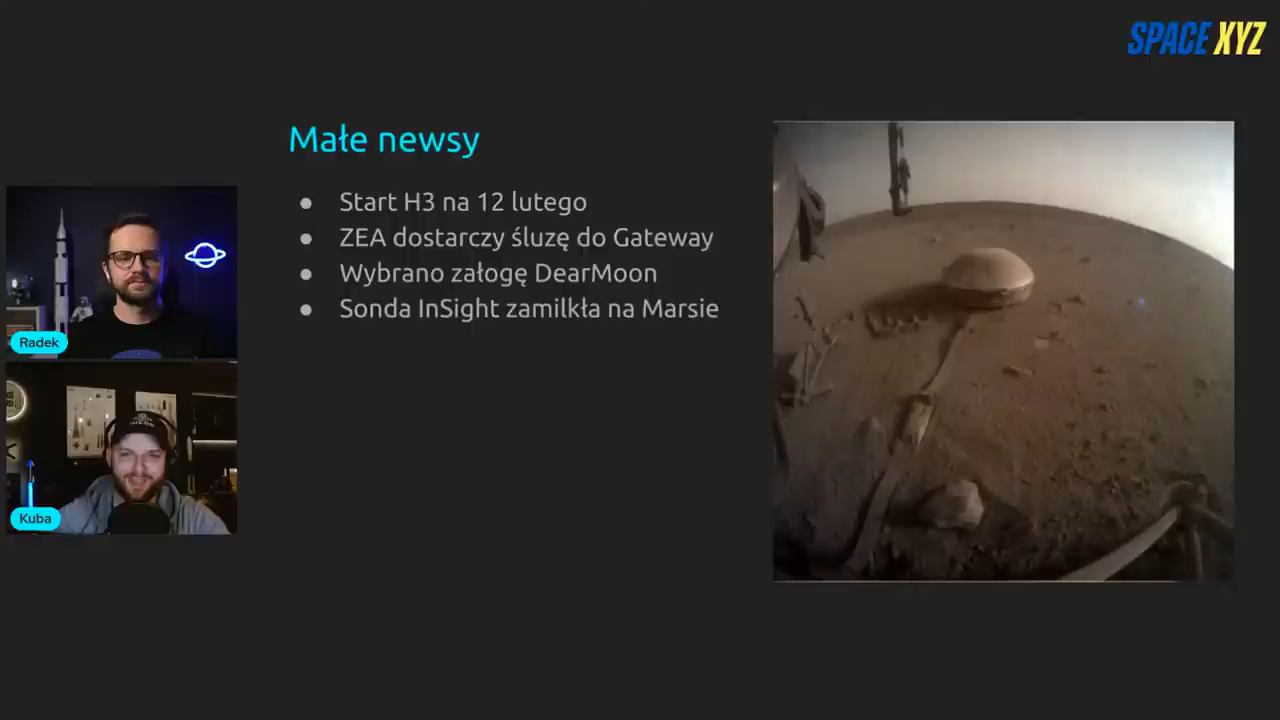 SPACE XYZ
Małe newsy
Start H3 na 12 lutego
ZEA dostarczy śluzę do Gateway
Wybrano załogę DearMoon
Sonda InSight zamilkła na Marsie
Radek
Kuba